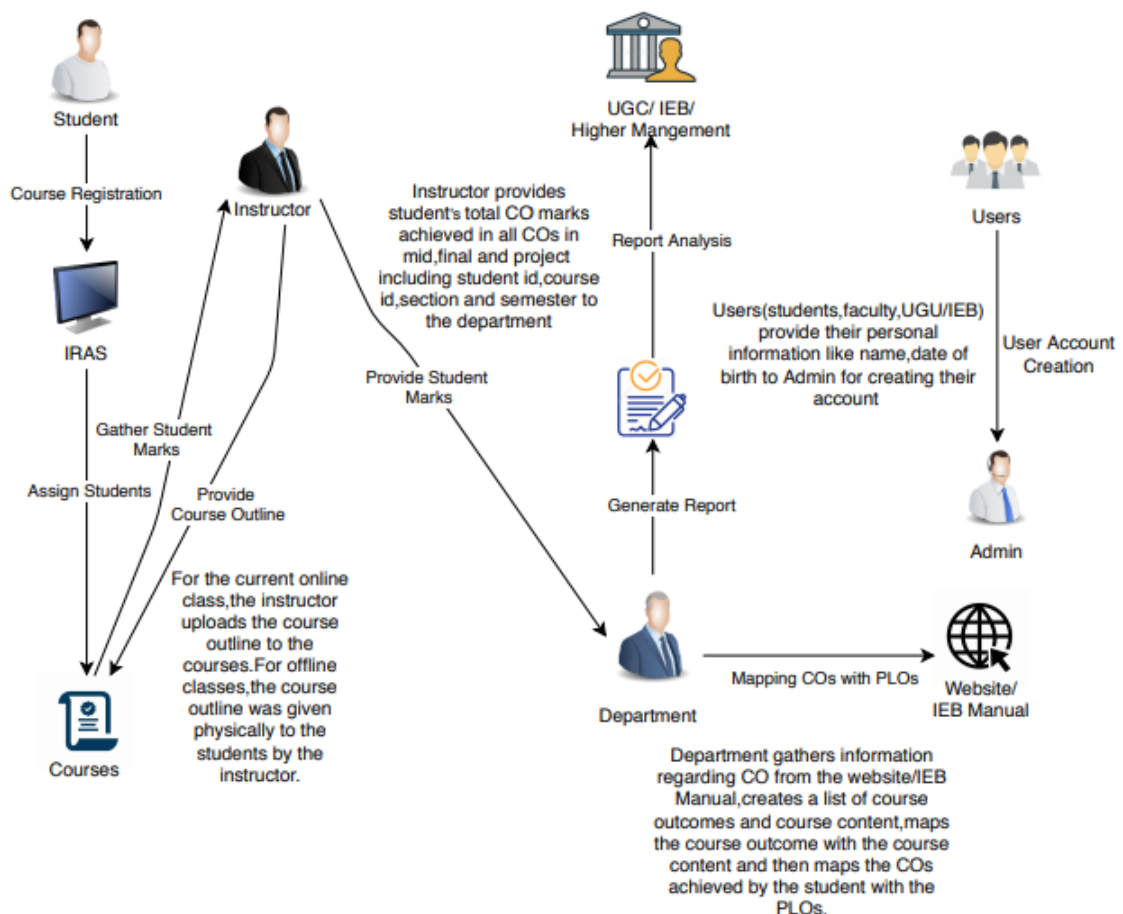 Student
Course Registration
IRAS
Assign Students
Courses
Instructor
Gather Student
Marks
Provide
Course Outline
For the current online
class,the instructor
uploads the course
outline to the
courses.For offline
classes,the course
outline was given
physically to the
students by the
instructor.
Instructor provides
student's total CO marks
achieved in all COs in
mid,final and project
including student id,course
id,section and semester to
the department
Provide Student
Marks
UGC/ IEB/
Higher Mangement
Report Analysis
Generate Report
Department
Mapping COs with PLOs
Website/
IEB Manual
Department gathers information
regarding CO from the website/IEB
Manual,creates a list of course
outcomes and course content,maps
the course outcome with the course
content and then maps the COs
achieved by the student with the
PLOs.
Users
Users(students,faculty,UGU/IEB)
provide their personal
information like name,date of
birth to Admin for creating their
account
User Account
Creation
Admin